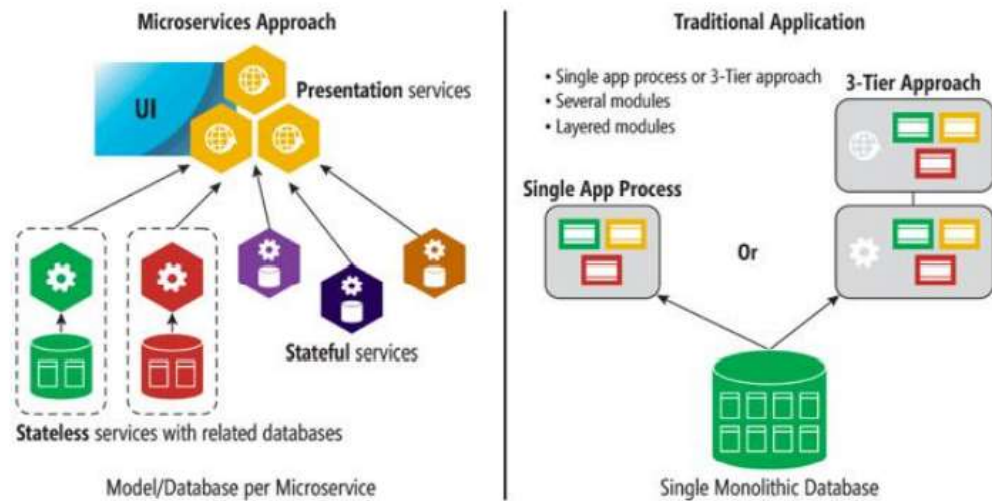 Microservices Approach
UI
Presentation services
Stateful services
Stateless services with related databases
Model/Database per Microservice
Traditional Application
• Single app process or 3-Tier approach
• Several modules
• Layered modules
3-Tier Approach
Single App Process
Or
Single Monolithic Database